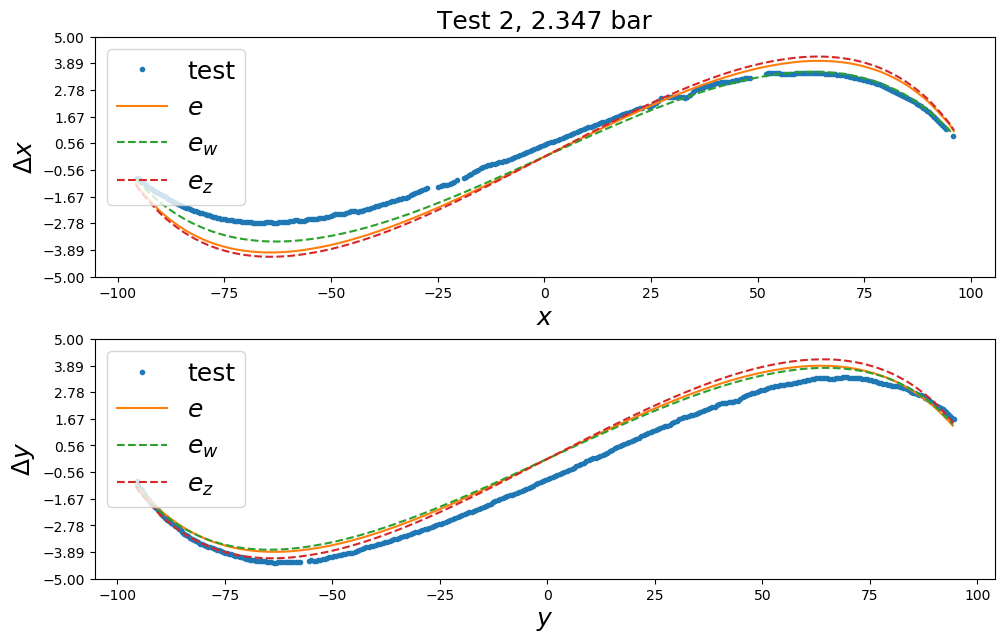 Test 2, 2.347 bar
Δx
5.00
3.89
2.78
1.67
0.56
−0.56
−1.67
−2.78
−3.89
−5.00
test
e
e_w
e_z
−100
−75
−50
−25
0
25
50
75
100
x
Δy
5.00
3.89
2.78
1.67
0.56
−0.56
−1.67
−2.78
−3.89
−5.00
test
e
e_w
e_z
−100
−75
−50
−25
0
25
50
75
100
y